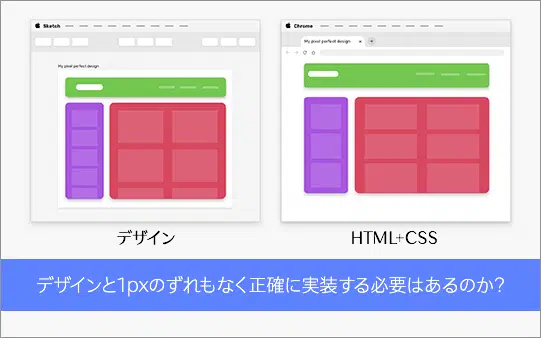 Sketch
Chrome
My pixel perfect design
My pixel perfect design
デザイン
HTML+CSS
デザインと1pxのずれもなく正確に実装する必要はあるのか?